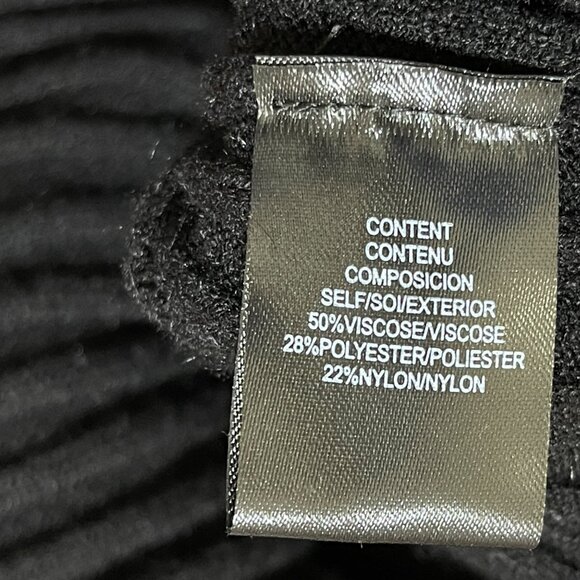 CONTENT
CONTENU
COMPOSICION
SELF/SOI/EXTERIOR
50%VISCOSE/VISCOSE
28%POLYESTER/POLIESTER
22%NYLON/NYLON